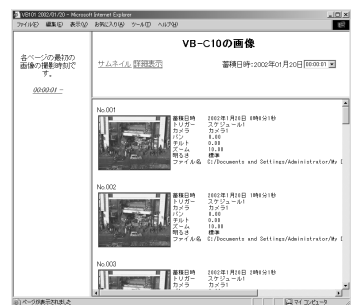 VB101 2002/01/20 - Microsoft Internet Explorer
ファイル(F) 編集(E) 表示(V) お気に入り(A) ツール(T) ヘルプ(H)
各ページの最初の
画像の撮影時刻で
す。
00:00:01 -
VB-C10の画像
サムネイル 詳細表示
蓄積日時:2002年01月20日 00:00:01
No.001
蓄積日時 2002年1月20日 0時0分1秒
トリガー スケジュール1
カメラ カメラ1
パン 0.00
チルト 0.00
ズーム
明るさ 標準
ファイル名 C:/Documents and Settings/Administrator/My
No.002
蓄積日時 2002年1月20日 1時0分1秒
トリガー スケジュール1
カメラ カメラ1
パン 0.00
チルト 0.00
ズーム
明るさ 標準
ファイル名 C:/Documents and Settings/Administrator/My
No.003
蓄積日時 2002年1月20日 2時0分1秒
トリガー スケジュール1
カメラ カメラ1
パン 0.00
チルト 0.00
ページが表示されました
マイ コンピュータ